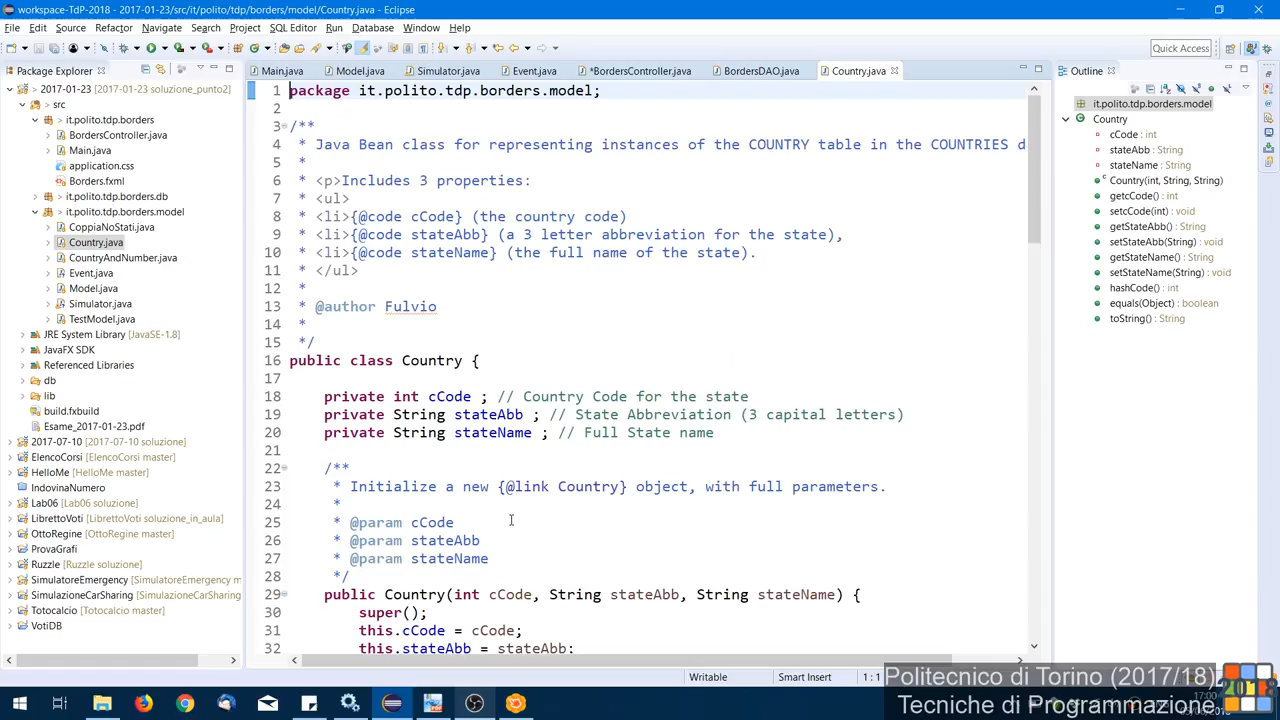 workspace-TdP-2018 - 2017-01-23/src/it/polito/tdp/borders/model/Country.java - Eclipse
File Edit Source Refactor Navigate Search Project SQL Editor Run Database Window Help
Quick Access
Package Explorer
Main.java Model.java Simulator.java Event.java *BordersController.java BordersDAO.java Country.java
Outline
2017-01-23 [2018 soluzione_punto2]
src
it.polito.tdp.borders
BordersController.java
Main.java
application.css
Borders.fxml
it.polito.tdp.borders.db
it.polito.tdp.borders.model
CoppiaNoStati.java
Country.java
CountryAndNumber.java
Event.java
Model.java
Simulator.java
TestModel.java
JRE System Library [JavaSE-1.8]
JavaFX SDK
Referenced Libraries
db
lib
build.fxbuild
Esame_2017-01-23.pdf
2017-07-10 [2018 soluzione]
ElencoCorsi [ElencoCorsi master]
HelloMe [HelloMe master]
IndovinaNumero
Lab06 [Lab06 soluzione]
LibrettoVoti [LibrettoVoti soluzione_in_aula]
OttoRegine [OttoRegine master]
ProvaGrafi
Ruzzle [Ruzzle soluzione]
SimulatoreEmergency [SimulatoreEmergency m
SimulazioneCarSharing [SimulazioneCarSharing
Totocalcio [Totocalcio master]
VotiDB
1 package it.polito.tdp.borders.model;
2
3 /**
4 * Java Bean class for representing instances of the COUNTRY table in the COUNTRIES d
5 *
6 * <p>Includes 3 properties:
7 * <ul>
8 * <li>{@code cCode} (the country code)
9 * <li>{@code stateAbb} (a 3 letter abbreviation for the state),
10 * <li>{@code stateName} (the full name of the state).
11 * </ul>
12 *
13 * @author Fulvio
14 *
15 */
16 public class Country {
17
18 private int cCode ; // Country Code for the state
19 private String stateAbb ; // State Abbreviation (3 capital letters)
20 private String stateName ; // Full State name
21
22 /**
23 * Initialize a new {@link Country} object, with full parameters.
24 *
25 * @param cCode
26 * @param stateAbb
27 * @param stateName
28 */
29 public Country(int cCode, String stateAbb, String stateName) {
30 super();
31 this.cCode = cCode;
32 this.stateAbb = stateAbb;
it.polito.tdp.borders.model
Country
cCode : int
stateAbb : String
stateName : String
Country(int, String, String)
getcCode() : int
setcCode(int) : void
getStateAbb() : String
setStateAbb(String) : void
getStateName() : String
setStateName(String) : void
hashCode() : int
equals(Object) : boolean
toString() : String
Writable Smart Insert 1 : 1
Politecnico di Torino (2017/18)
Tecniche di Programmazione
2018
17:00